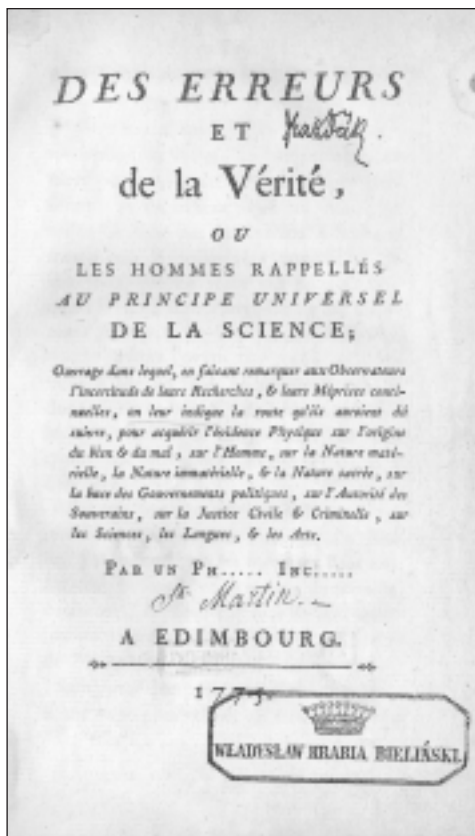 DES ERREURS
ET
de la Vérité,
OU
LES HOMMES RAPPELLÉS
AU PRINCIPE UNIVERSEL
DE LA SCIENCE;
Ouvrage dans lequel, en faisant remarquer aux Observateurs
l'incertitude de leurs Recherches, & leurs Méprises conti-
nuelles, on leur indique la route qu'ils auroient dû
suivre, pour acquérir l'évidence Physique sur l'origine
du bien & du mal, sur l'Homme, sur la Nature maté-
rielle, la Nature immatérielle, & la Nature sacrée, sur
la base des Gouvernements politiques, sur l'Autorité des
Souverains, sur la Justice Civile & Criminelle, sur
les Sciences, les Langues, & les Arts.
PAR UN PH..... INC.....
St. Martin.
A EDIMBOURG.
1775.
WŁADYSŁAW HRABIA BIELIŃSKI.